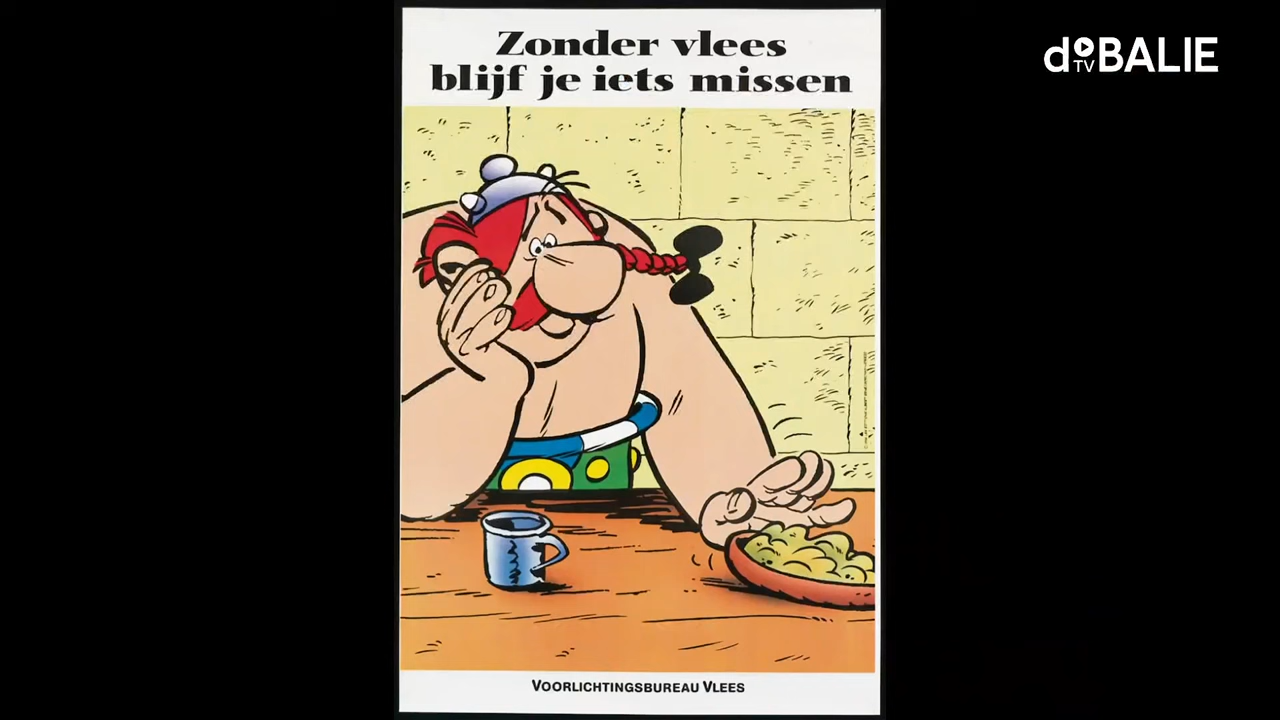 Zonder vlees
blijf je iets missen
deBALIE
TV
VOORLICHTINGSBUREAU VLEES